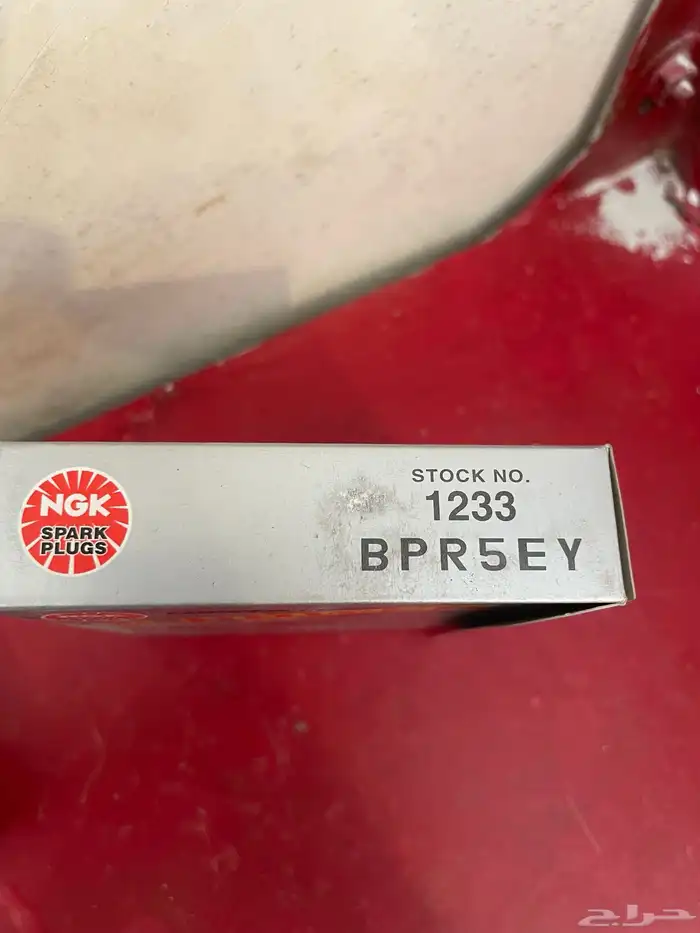 NGK
SPARK
PLUGS
STOCK NO.
1233
BPR5EY
حراج